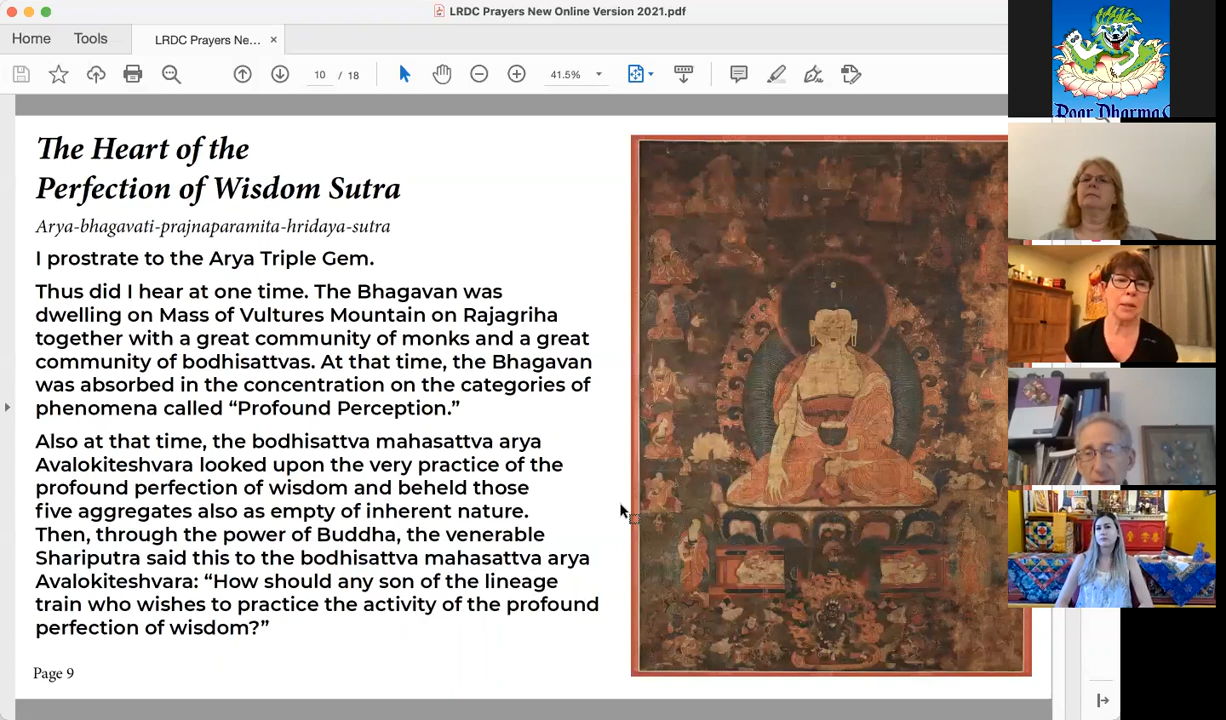 LRDC Prayers New Online Version 2021.pdf
Home
Tools
LRDC Prayers Ne...
10 / 18
41.5%
The Heart of the
Perfection of Wisdom Sutra
Arya-bhagavati-prajnaparamita-hridaya-sutra
I prostrate to the Arya Triple Gem.
Thus did I hear at one time. The Bhagavan was
dwelling on Mass of Vultures Mountain on Rajagriha
together with a great community of monks and a great
community of bodhisattvas. At that time, the Bhagavan
was absorbed in the concentration on the categories of
phenomena called “Profound Perception.”
Also at that time, the bodhisattva mahasattva arya
Avalokiteshvara looked upon the very practice of the
profound perfection of wisdom and beheld those
five aggregates also as empty of inherent nature.
Then, through the power of Buddha, the venerable
Shariputra said this to the bodhisattva mahasattva arya
Avalokiteshvara: “How should any son of the lineage
train who wishes to practice the activity of the profound
perfection of wisdom?”
Page 9
Roar Dharma C